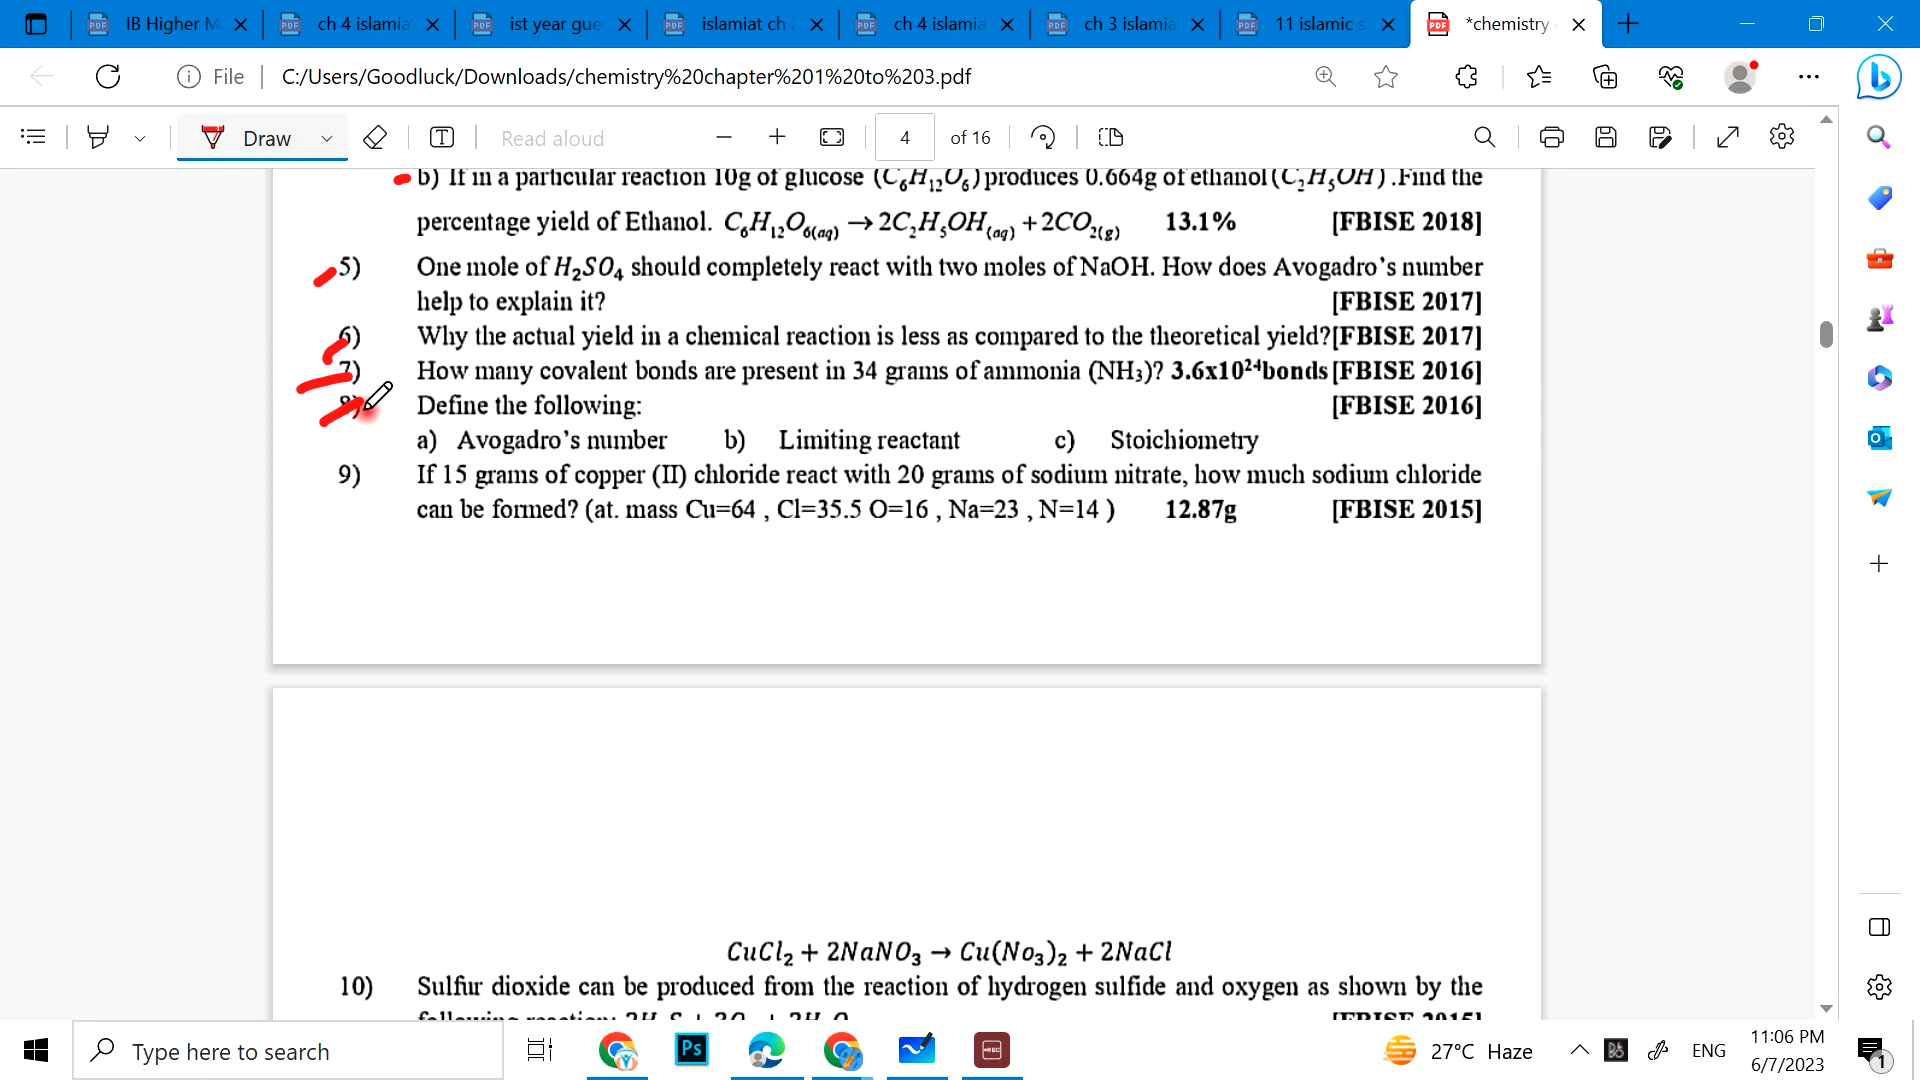 IB Higher M
ch 4 islamia
ist year gue
islamiat ch 2
ch 4 islamia
ch 3 islamia
11 islamic s
*chemistry
File
C:/Users/Goodluck/Downloads/chemistry%20chapter%201%20to%203.pdf
Draw
Read aloud
4 of 16
b) If in a particular reaction 10g of glucose (C₆H₁₂O₆) produces 0.664g of ethanol (C₂H₅OH) .Find the
percentage yield of Ethanol. C₆H₁₂O₆₍aq₎ → 2C₂H₅OH₍aq₎ + 2CO₂₍g₎ 13.1% [FBISE 2018]
5) One mole of H₂SO₄ should completely react with two moles of NaOH. How does Avogadro's number
help to explain it? [FBISE 2017]
6) Why the actual yield in a chemical reaction is less as compared to the theoretical yield?[FBISE 2017]
7) How many covalent bonds are present in 34 grams of ammonia (NH₃)? 3.6x10²⁴bonds [FBISE 2016]
8) Define the following: [FBISE 2016]
a) Avogadro's number b) Limiting reactant c) Stoichiometry
9) If 15 grams of copper (II) chloride react with 20 grams of sodium nitrate, how much sodium chloride
can be formed? (at. mass Cu=64 , Cl=35.5 O=16 , Na=23 , N=14 ) 12.87g [FBISE 2015]
CuCl₂ + 2NaNO₃ → Cu(No₃)₂ + 2NaCl
10) Sulfur dioxide can be produced from the reaction of hydrogen sulfide and oxygen as shown by the
Type here to search
Ps
REC
27°C Haze
ENG
11:06 PM
6/7/2023
1